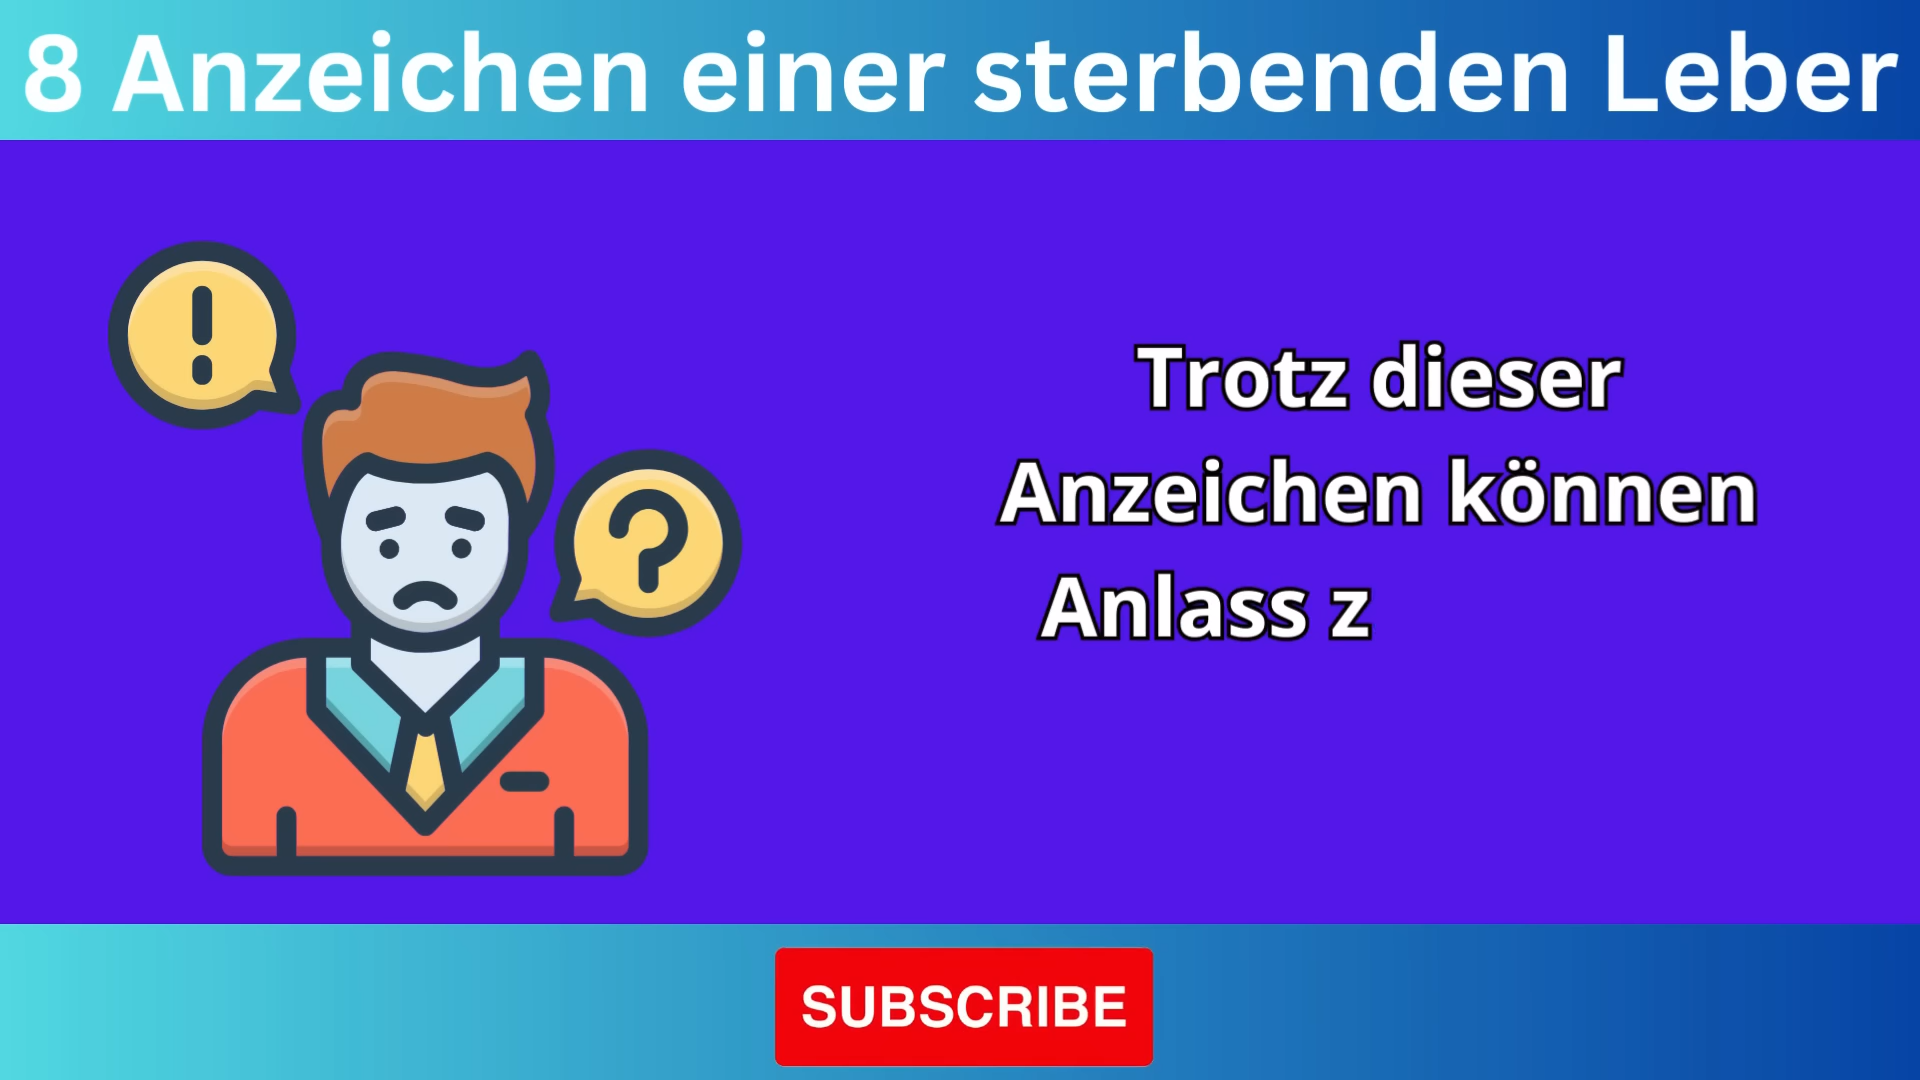 8 Anzeichen einer sterbenden Leber
!
?
Trotz dieser
Anzeichen können
Anlass z
SUBSCRIBE